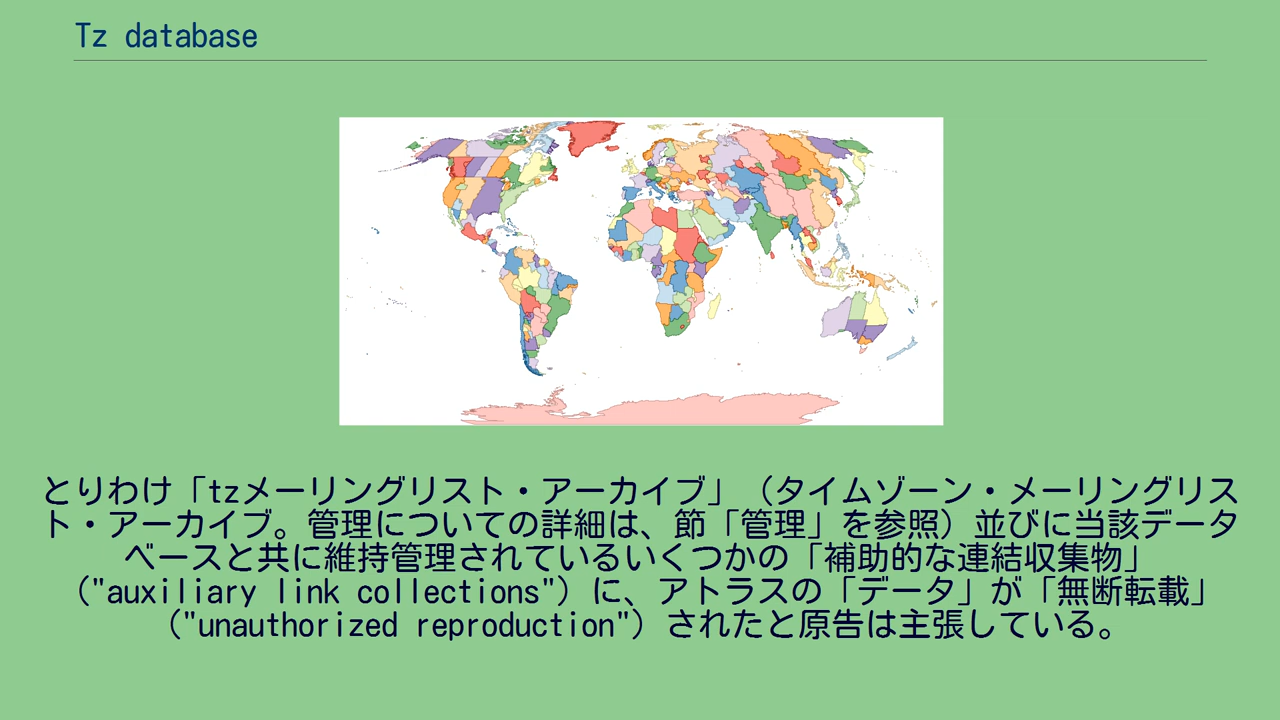 Tz database
とりわけ「tzメーリングリスト・アーカイブ」（タイムゾーン・メーリングリス
ト・アーカイブ。管理についての詳細は、節「管理」を参照）並びに当該データ
ベースと共に維持管理されているいくつかの「補助的な連結収集物」
（"auxiliary link collections"）に、アトラスの「データ」が「無断転載」
（"unauthorized reproduction"）されたと原告は主張している。